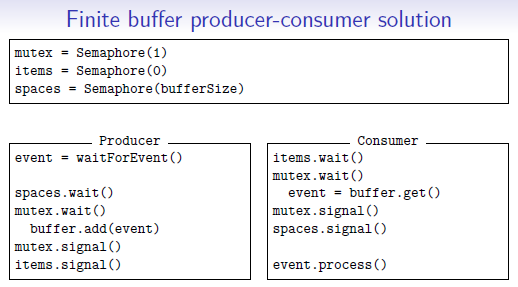 Finite buffer producer-consumer solution
mutex = Semaphore(1)
items = Semaphore(0)
spaces = Semaphore(bufferSize)
Producer
event = waitForEvent()
spaces.wait()
mutex.wait()
buffer.add(event)
mutex.signal()
items.signal()
Consumer
items.wait()
mutex.wait()
event = buffer.get()
mutex.signal()
spaces.signal()
event.process()